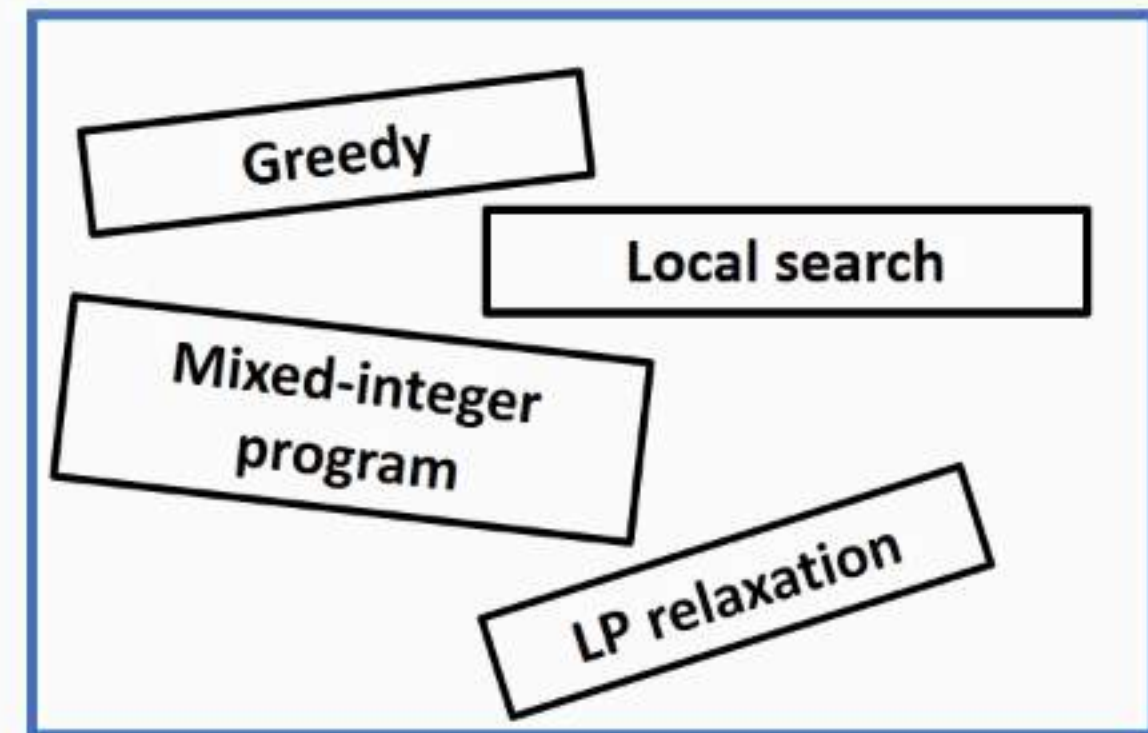 Greedy
Local search
Mixed-integer
program
LP relaxation